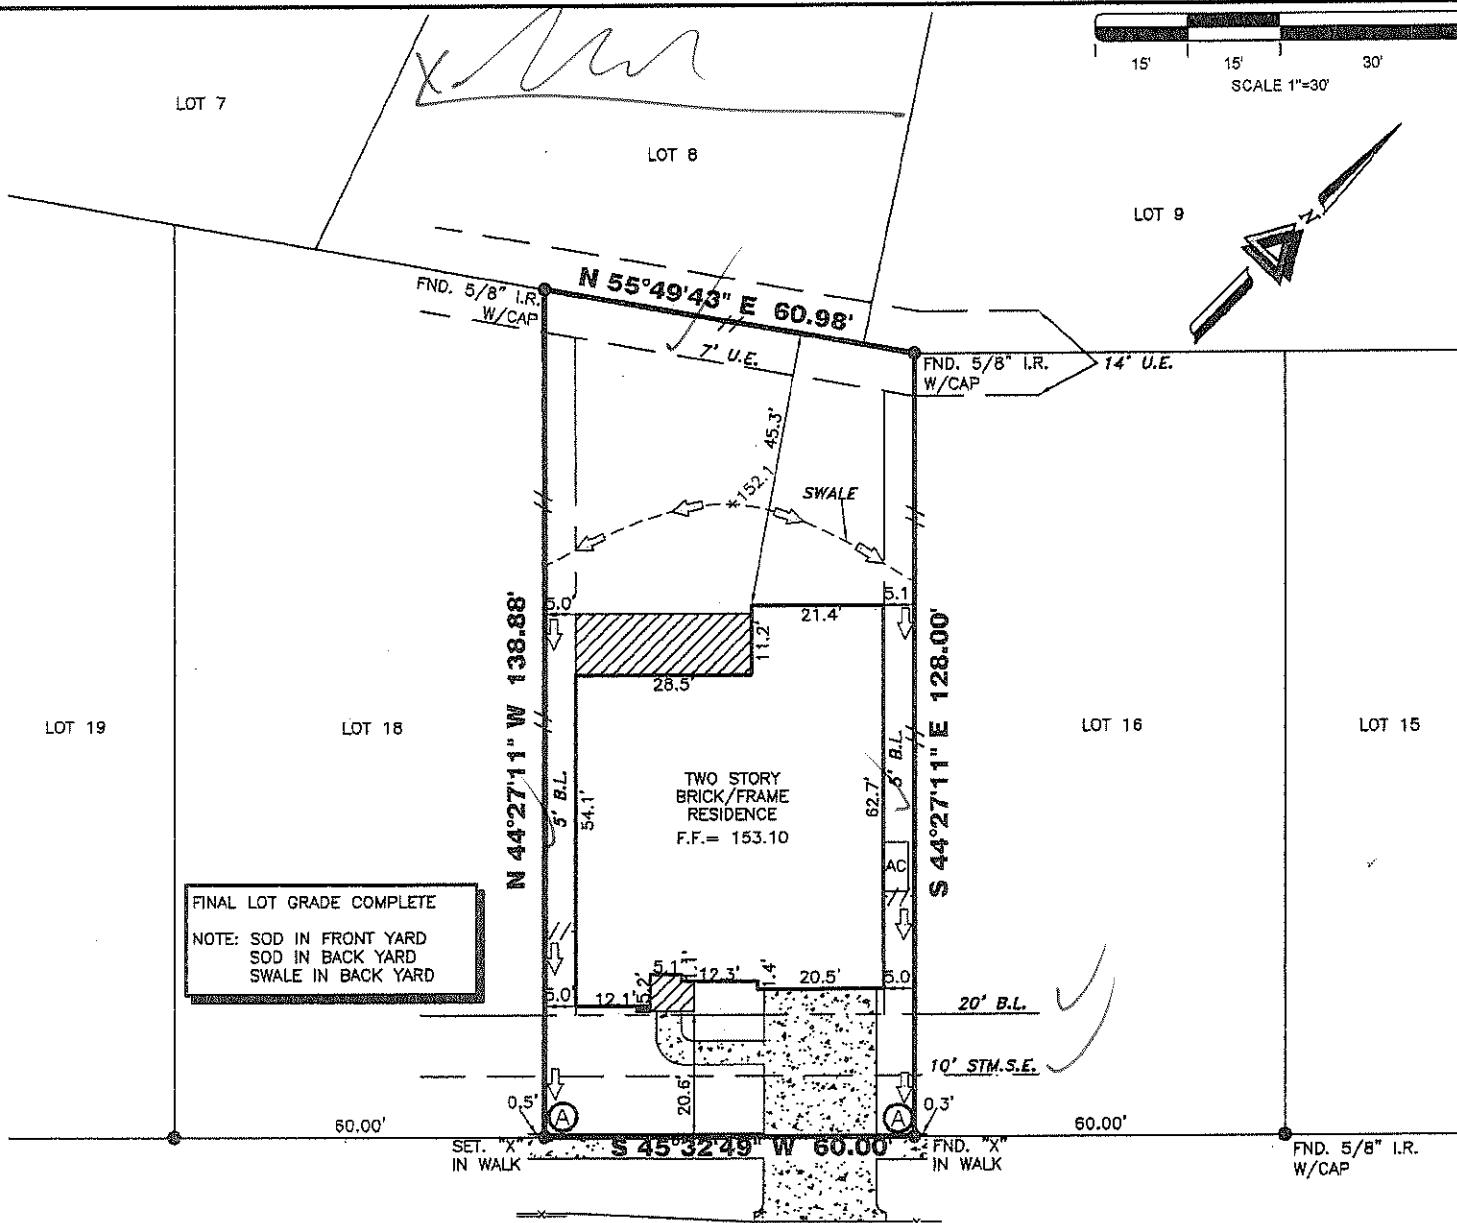 15'
15'
30'
SCALE 1"=30'
LOT 7
LOT 8
LOT 9
N
N 55°49'43" E 60.98'
FND. 5/8" I.R.
W/CAP
7' U.E.
FND. 5/8" I.R.
W/CAP
14' U.E.
45.3'
*152.1
SWALE
5.0'
5.1
21.4'
11.2'
28.5'
N 44°27'11" W 138.88'
S 44°27'11" E 128.00'
LOT 19
LOT 18
LOT 16
LOT 15
5' B.L.
54.1'
TWO STORY
BRICK/FRAME
RESIDENCE
F.F.= 153.10
62.7'
5' B.L.
AC
FINAL LOT GRADE COMPLETE
NOTE: SOD IN FRONT YARD
SOD IN BACK YARD
SWALE IN BACK YARD
5.0'
12.1'
5.2'
5.1
1.1'
12.3'
1.4'
20.5'
5.0
20' B.L.
10' STM.S.E.
20.6'
0.5'
A
A
0.3'
60.00'
60.00'
SET. "X"
IN WALK
S 45°32'49" W 60.00'
FND. "X"
IN WALK
FND. 5/8" I.R.
W/CAP